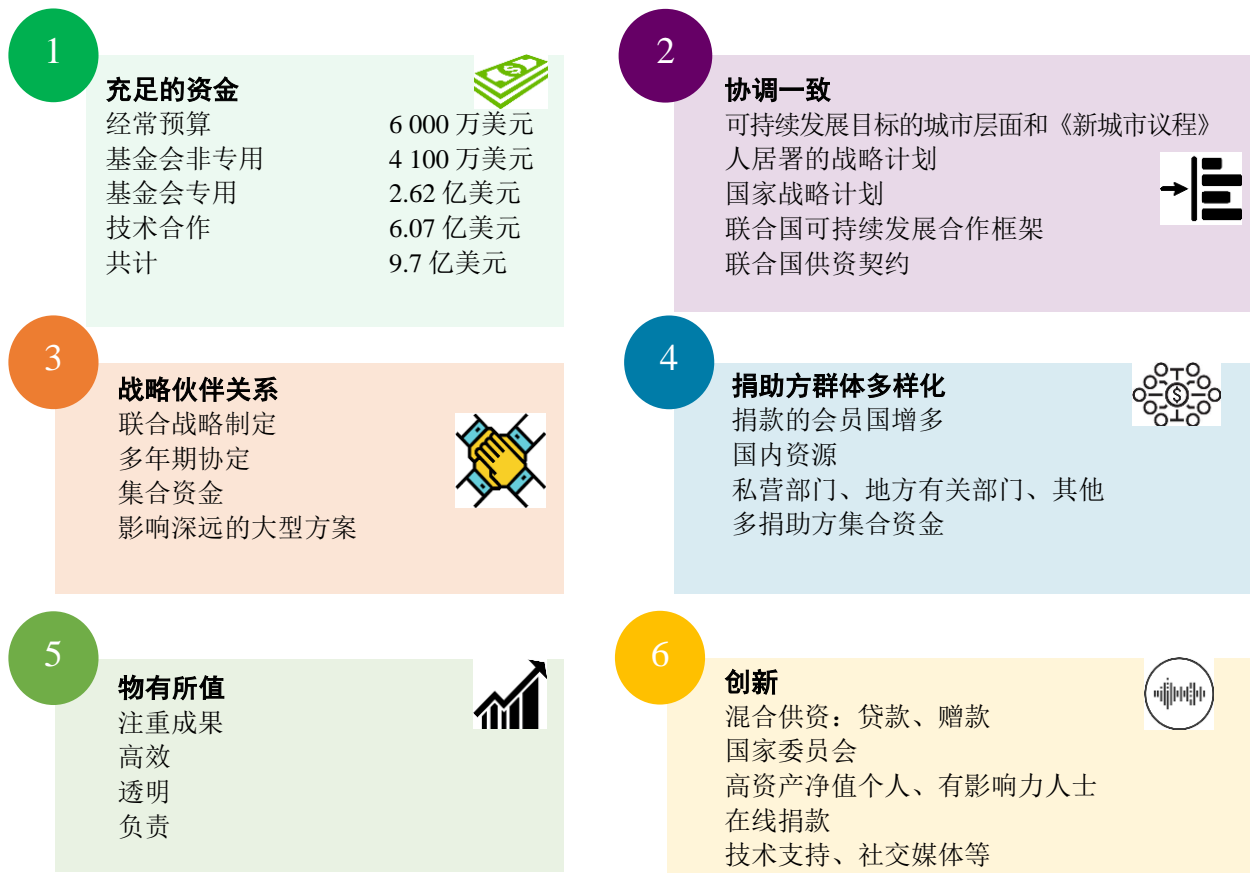 1
充足的资金
经常预算 6 000 万美元
基金会非专用 4 100 万美元
基金会专用 2.62 亿美元
技术合作 6.07 亿美元
共计 9.7 亿美元
2
协调一致
可持续发展目标的城市层面和《新城市议程》
人居署的战略计划
国家战略计划
联合国可持续发展合作框架
联合国供资契约
3
战略伙伴关系
联合战略制定
多年期协定
集合资金
影响深远的大型方案
4
捐助方群体多样化
捐款的会员国增多
国内资源
私营部门、地方有关部门、其他
多捐助方集合资金
5
物有所值
注重成果
高效
透明
负责
6
创新
混合供资：贷款、赠款
国家委员会
高资产净值个人、有影响力人士
在线捐款
技术支持、社交媒体等